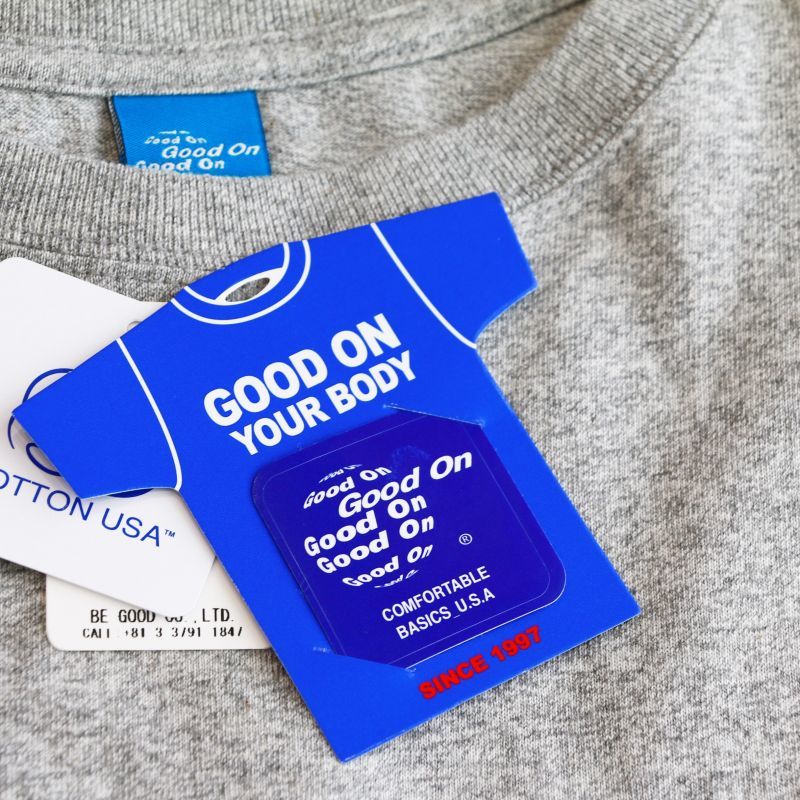 Good On
Good On
Good On
GOOD ON
YOUR BODY
Good On
Good On
Good On
Good On
Good On
®
COMFORTABLE
BASICS U.S.A
SINCE 1997
OTTON USA™
BE GOOD CO.,LTD.
CALL +81 3 3791 1847